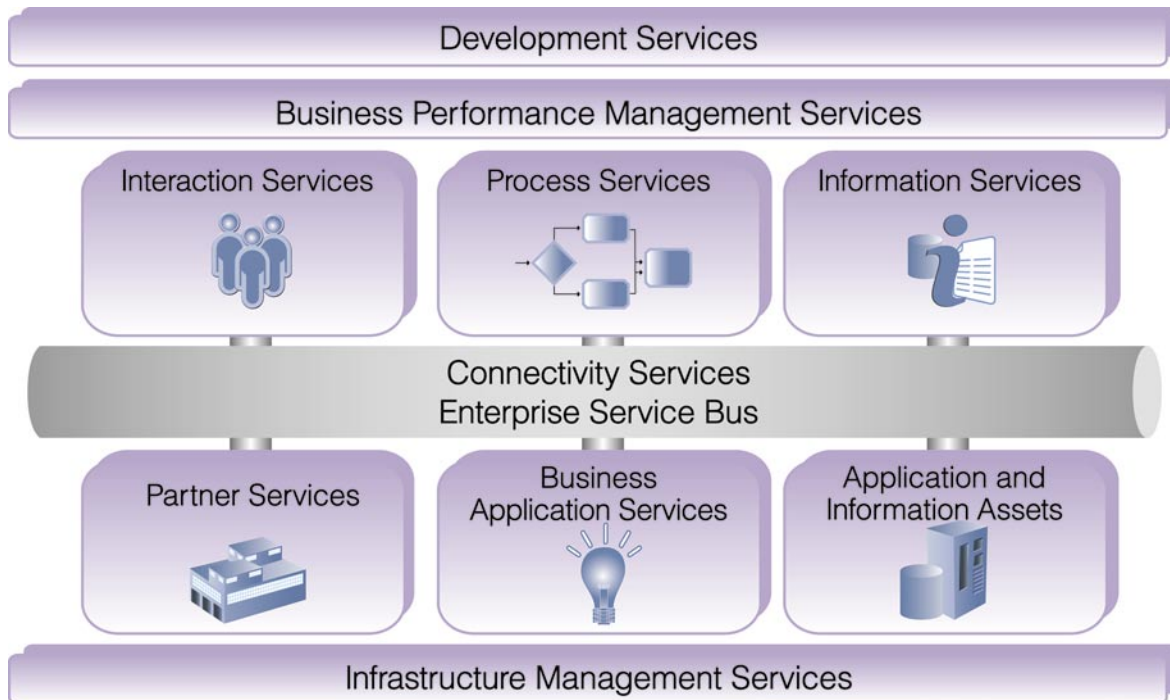 Development Services
Business Performance Management Services
Interaction Services
Process Services
Information Services
Connectivity Services
Enterprise Service Bus
Partner Services
Business
Application Services
Application and
Information Assets
Infrastructure Management Services